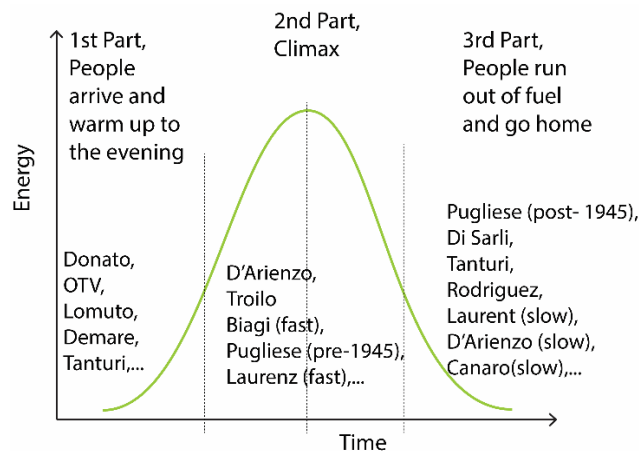 1st Part,
People
arrive and
warm up to
the evening
2nd Part,
Climax
3rd Part,
People run
out of fuel
and go home
Energy
Donato,
OTV,
Lomuto,
Demare,
Tanturi,...
D'Arienzo,
Troilo
Biagi (fast),
Pugliese (pre-1945),
Laurenz (fast),...
Pugliese (post- 1945),
Di Sarli,
Tanturi,
Rodriguez,
Laurent (slow),
D'Arienzo (slow),
Canaro(slow),...
Time